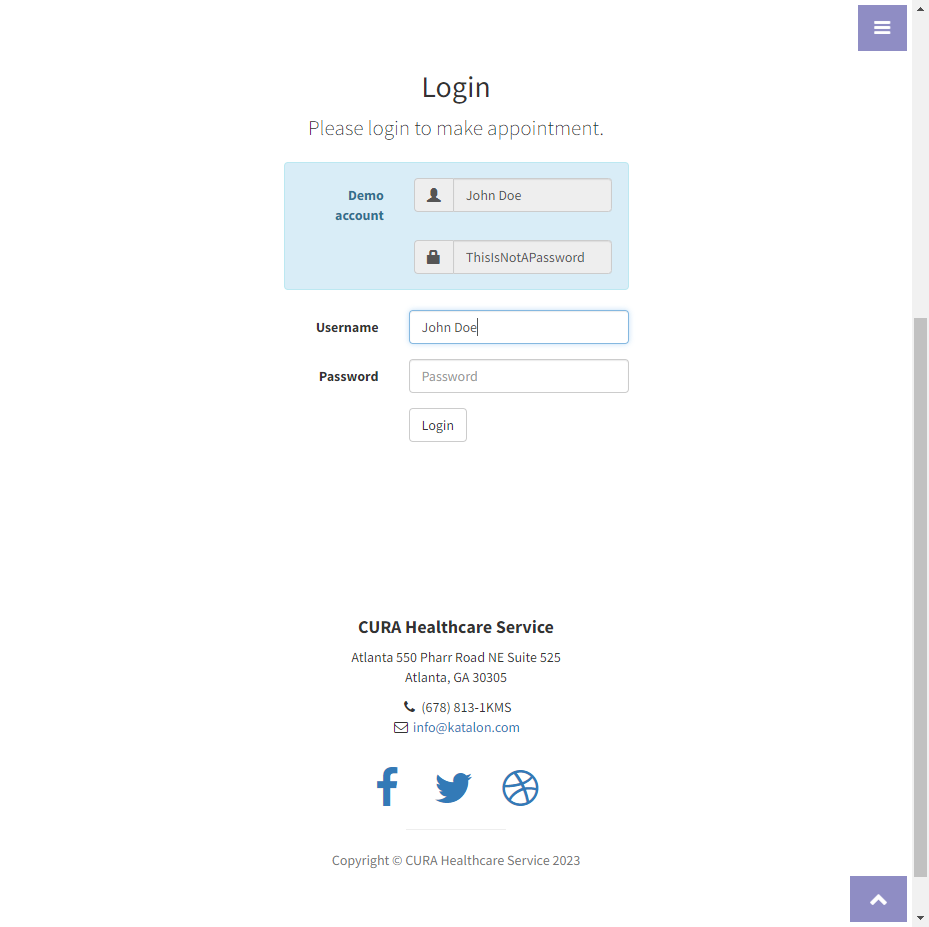 Login
Please login to make appointment.
Demo account
John Doe
ThisIsNotAPassword
Username
John Doe
Password
Password
Login
CURA Healthcare Service
Atlanta 550 Pharr Road NE Suite 525
Atlanta, GA 30305
(678) 813-1KMS
info@katalon.com
Copyright © CURA Healthcare Service 2023